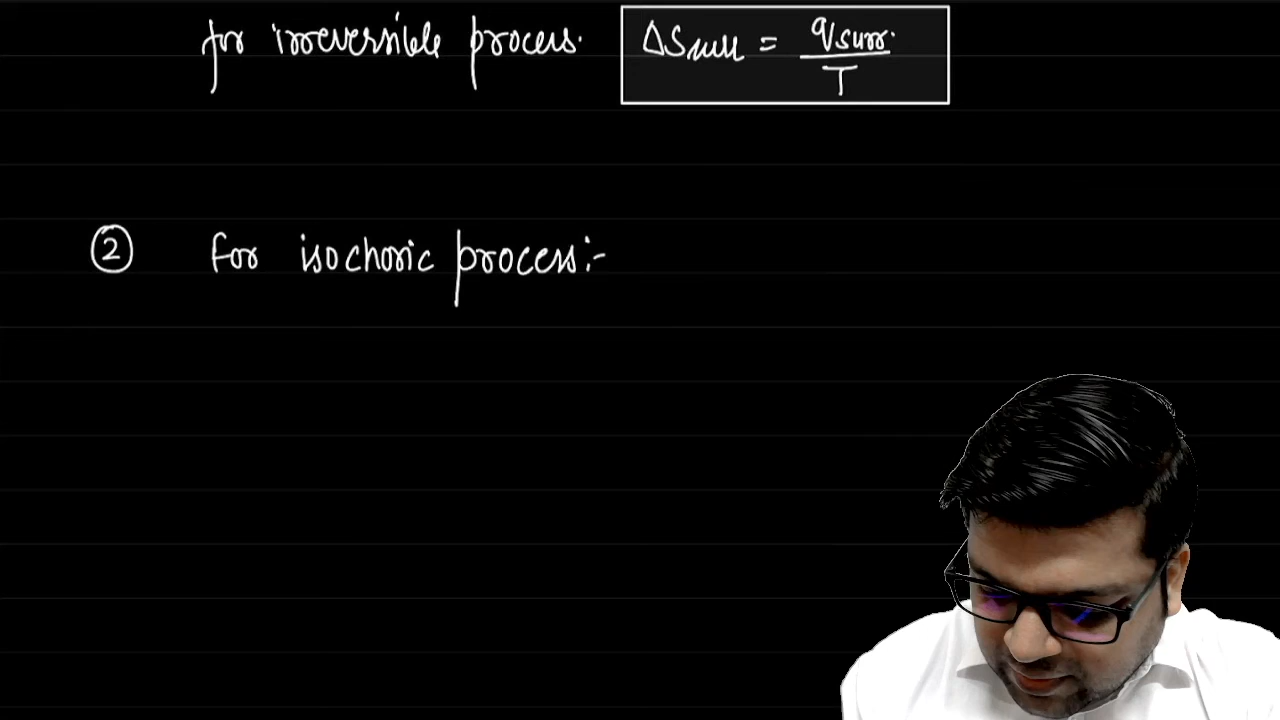 for irreversible process. ΔSsurr = qsurr. / T
② for isochoric process:-